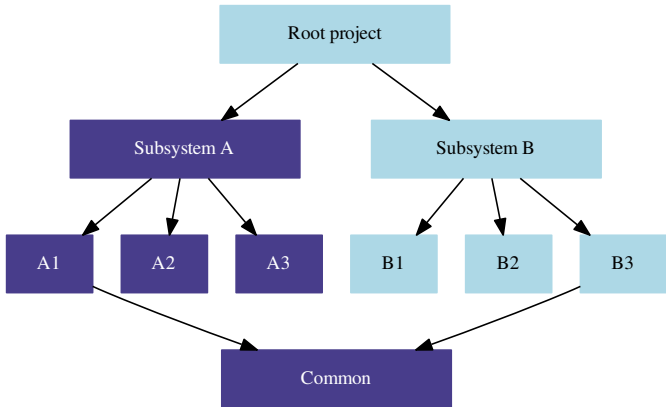 Root project
Subsystem A
Subsystem B
A1
A2
A3
B1
B2
B3
Common